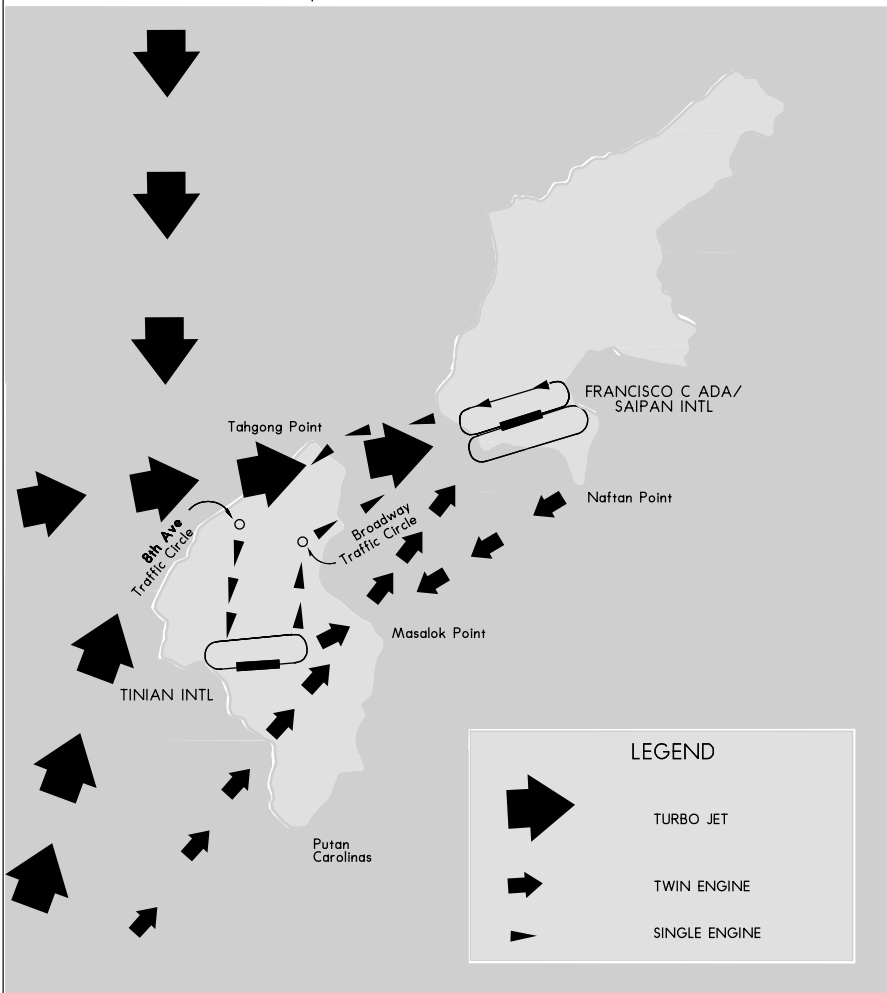 FRANCISCO C ADA/
SAIPAN INTL
Tahgong Point
Naftan Point
8th Ave
Traffic Circle
Broadway
Traffic Circle
Masalok Point
TINIAN INTL
Putan
Carolinas
LEGEND
TURBO JET
TWIN ENGINE
SINGLE ENGINE